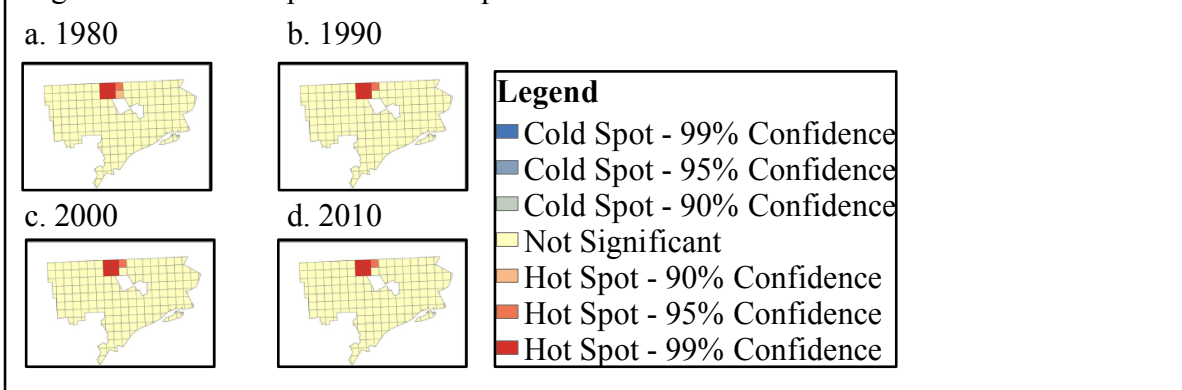 a. 1980
b. 1990
c. 2000
d. 2010
Legend
Cold Spot - 99% Confidence
Cold Spot - 95% Confidence
Cold Spot - 90% Confidence
Not Significant
Hot Spot - 90% Confidence
Hot Spot - 95% Confidence
Hot Spot - 99% Confidence